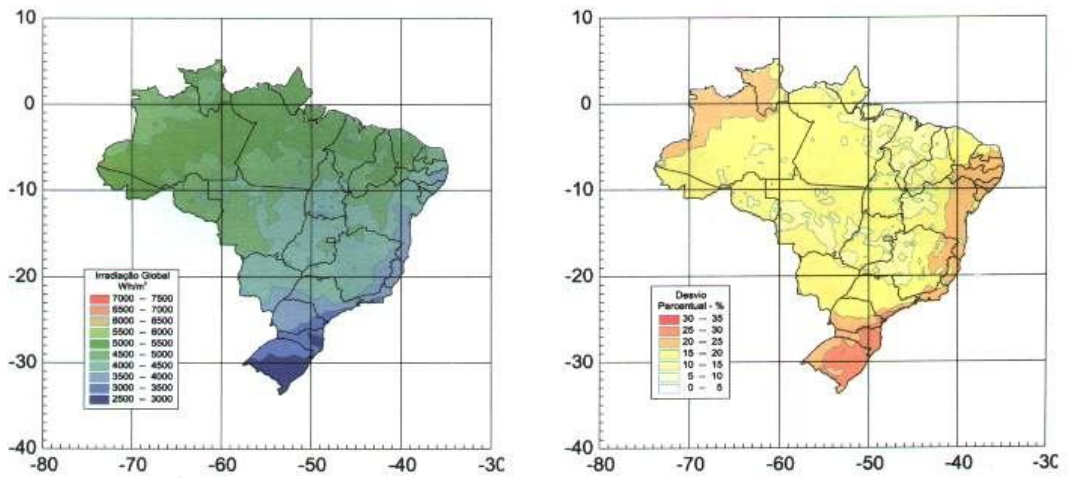 10
0
-10
-20
-30
-40
-80
-70
-60
-50
-40
-30
Irradiação Global
Wh/m²
7000 – 7500
6500 – 7000
6000 – 6500
5500 – 6000
5000 – 5500
4500 – 5000
4000 – 4500
3500 – 4000
3000 – 3500
2500 – 3000
10
0
-10
-20
-30
-40
-80
-70
-60
-50
-40
-30
Desvio
Percentual - %
30 – 35
25 – 30
20 – 25
15 – 20
10 – 15
5 – 10
0 – 5